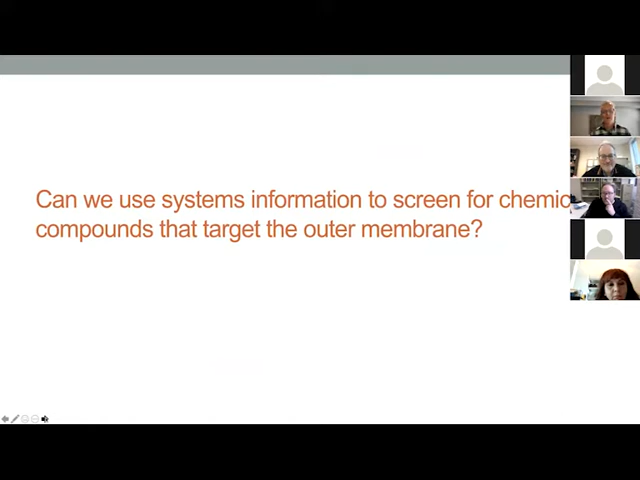 Can we use systems information to screen for chemic
compounds that target the outer membrane?